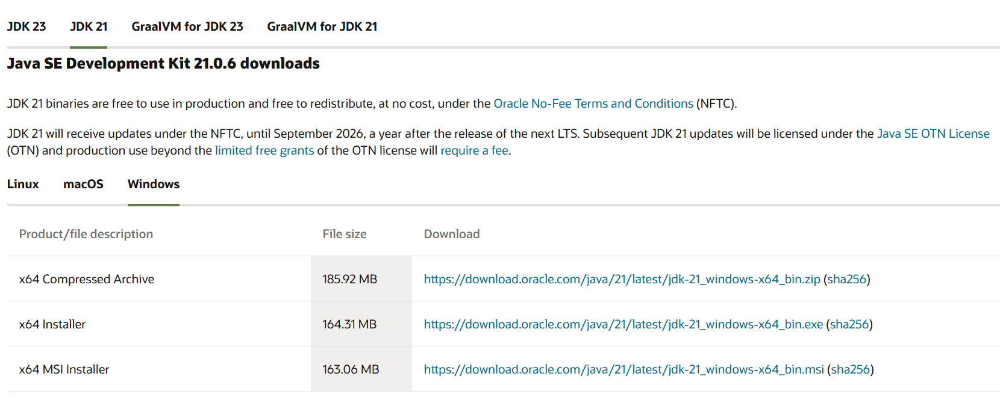 JDK 23 JDK 21 GraalVM for JDK 23 GraalVM for JDK 21
Java SE Development Kit 21.0.6 downloads
JDK 21 binaries are free to use in production and free to redistribute, at no cost, under the Oracle No-Fee Terms and Conditions (NFTC).
JDK 21 will receive updates under the NFTC, until September 2026, a year after the release of the next LTS. Subsequent JDK 21 updates will be licensed under the Java SE OTN License
(OTN) and production use beyond the limited free grants of the OTN license will require a fee.
Linux macOS Windows
Product/file description File size Download
x64 Compressed Archive 185.92 MB https://download.oracle.com/java/21/latest/jdk-21_windows-x64_bin.zip (sha256)
x64 Installer 164.31 MB https://download.oracle.com/java/21/latest/jdk-21_windows-x64_bin.exe (sha256)
x64 MSI Installer 163.06 MB https://download.oracle.com/java/21/latest/jdk-21_windows-x64_bin.msi (sha256)